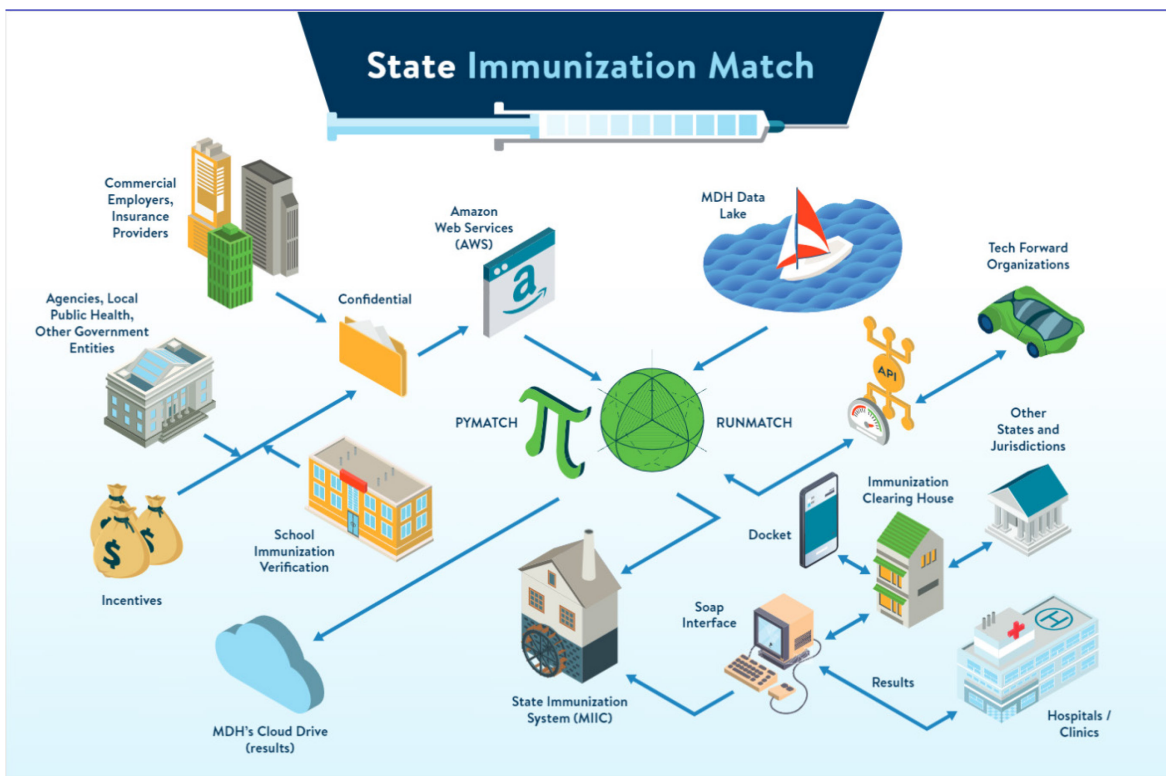 State Immunization Match
Commercial
Employers,
Insurance
Providers
Amazon
Web Services
(AWS)
a
MDH Data
Lake
Tech Forward
Organizations
Agencies, Local
Public Health,
Other Government
Entities
Confidential
API
PYMATCH
π
RUNMATCH
Other
States and
Jurisdictions
Immunization
Clearing House
Docket
$
$
$
Incentives
School
Immunization
Verification
Soap
Interface
H
Results
State Immunization
System (MIIC)
Hospitals /
Clinics
MDH's Cloud Drive
(results)